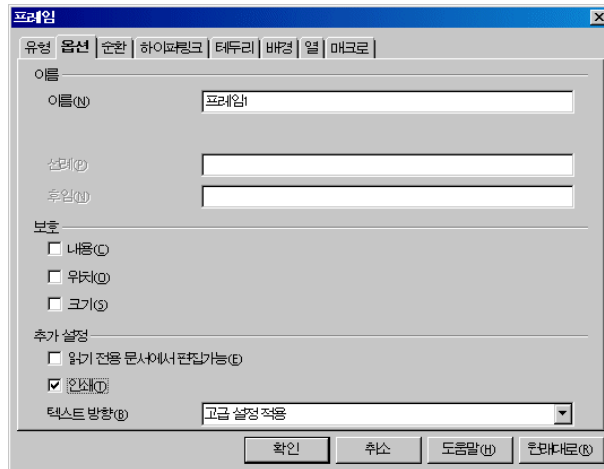 프레임
유형 옵션 순환 하이퍼링크 테두리 배경 열 매크로
이름
이름(N) 프레임1
선례(P)
후임(N)
보호
내용(C)
위치(O)
크기(S)
추가 설정
읽기 전용 문서에서 편집가능(E)
인쇄(T)
텍스트 방향(B) 고급 설정 적용
확인 취소 도움말(H) 원래대로(R)